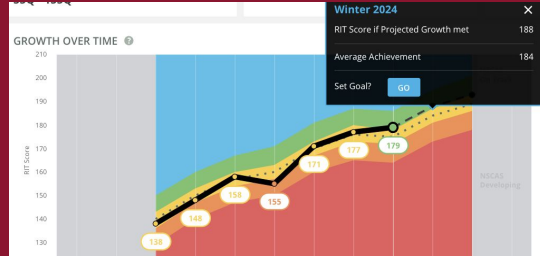 Winter 2024
RIT Score if Projected Growth met 188
Average Achievement 184
Set Goal? GO
GROWTH OVER TIME
210
200
190
180
170
160
150
140
130
RIT Score
138
148
158
155
171
177
179
NSCAS
Developing